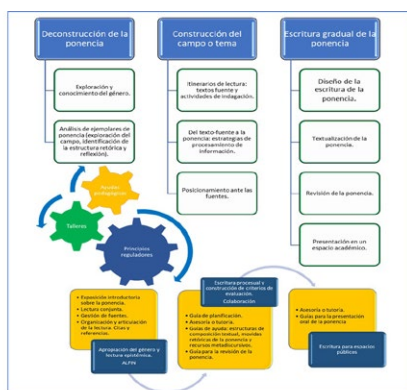 Deconstrucción de la
ponencia
Exploración y
conocimiento del género.
Análisis de ejemplares de
ponencia (exploración del
campo, identificación de la
estructura retórica y
reflexión).
Construcción del
campo o tema
Itinerarios de lectura:
textos fuente y
actividades de indagación.
Del texto-fuente a la
ponencia: estrategias de
procesamiento de
información.
Posicionamiento ante las
fuentes.
Escritura gradual de la
ponencia
Diseño de la
escritura de la
ponencia.
Textualización de la
ponencia.
Revisión de la ponencia.
Presentación en un
espacio académico.
Talleres
Principios
reguladores
• Exposición introductoria
sobre la ponencia.
• Lectura conjunta.
• Gestión de fuentes.
• Organización y articulación
de la lectura. Citas y
referencias.
Apropiación del género y
lectura epistémica.
ALFIN
Escritura procesual y
construcción de criterios de
evaluación.
Colaboración
• Guía de planificación.
• Asesoría o tutoría.
• Guías de ayuda: estructuras de
composición textual, movidas
retóricas de la ponencia y
recursos metadiscursivos.
• Guía para la revisión de la
ponencia.
• Asesoría o tutoría.
• Guías para la presentación
oral de la ponencia
Escritura para espacios
públicos